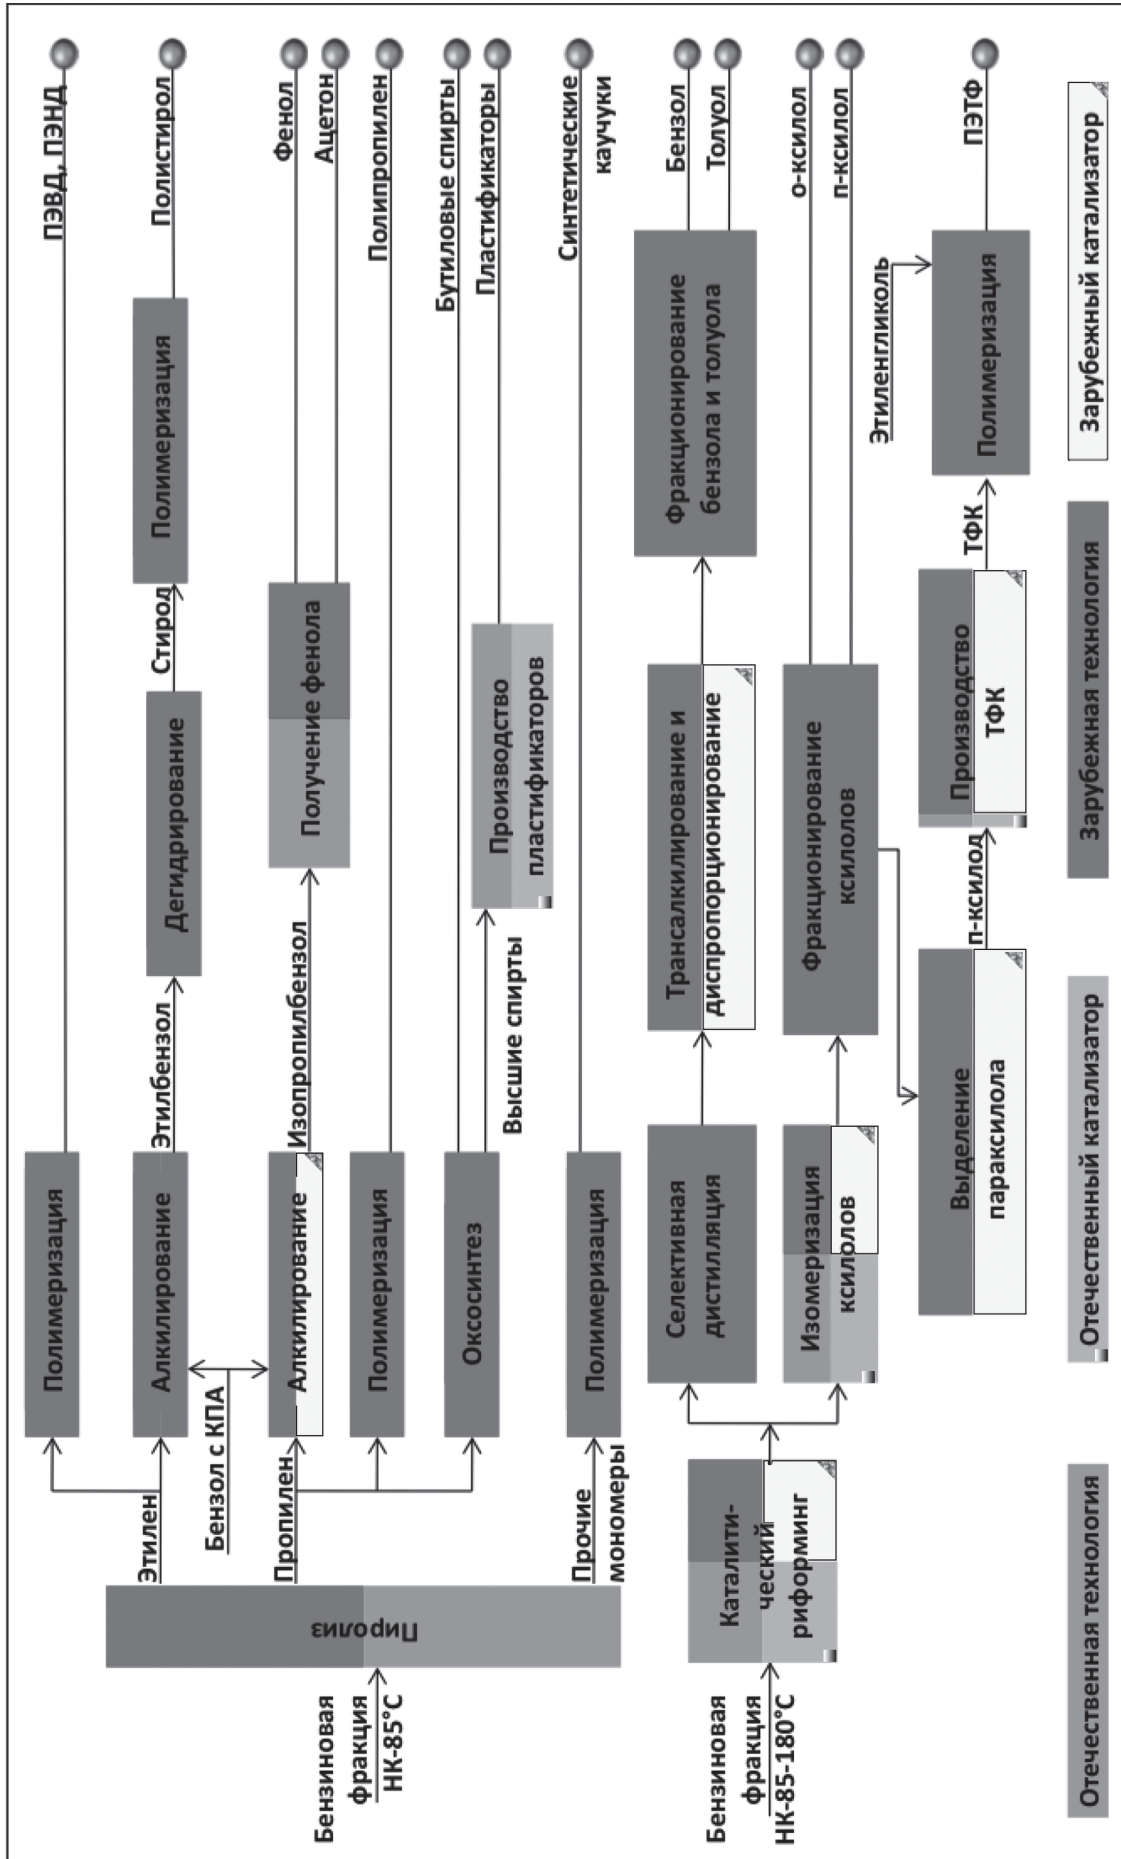 Бензиновая
фракция
НК-85°С
Пиролиз
Этилен
Бензол с КПА
Пропилен
Прочие
мономеры
Полимеризация
ПЭВД, ПЭНД
Алкилирование
Этилбензол
Дегидрирование
Стирол
Полимеризация
Полистирол
Алкилирование
Изопропилбензол
Получение фенола
Фенол
Ацетон
Полимеризация
Полипропилен
Оксосинтез
Бутиловые спирты
Высшие спирты
Производство
пластификаторов
Пластификаторы
Полимеризация
Синтетические
каучуки
Бензиновая
фракция
НК-85-180°С
Каталити-
ческий
риформинг
Селективная
дистилляция
Трансалкилирование и
диспропорционирование
Фракционирование
бензола и толуола
Бензол
Толуол
Изомеризация
ксилолов
Фракционирование
ксилолов
о-ксилол
п-ксилол
Выделение
параксилола
п-ксилол
Производство
ТФК
ТФК
Этиленгликоль
Полимеризация
ПЭТФ
Отечественная технология
Отечественный катализатор
Зарубежная технология
Зарубежный катализатор